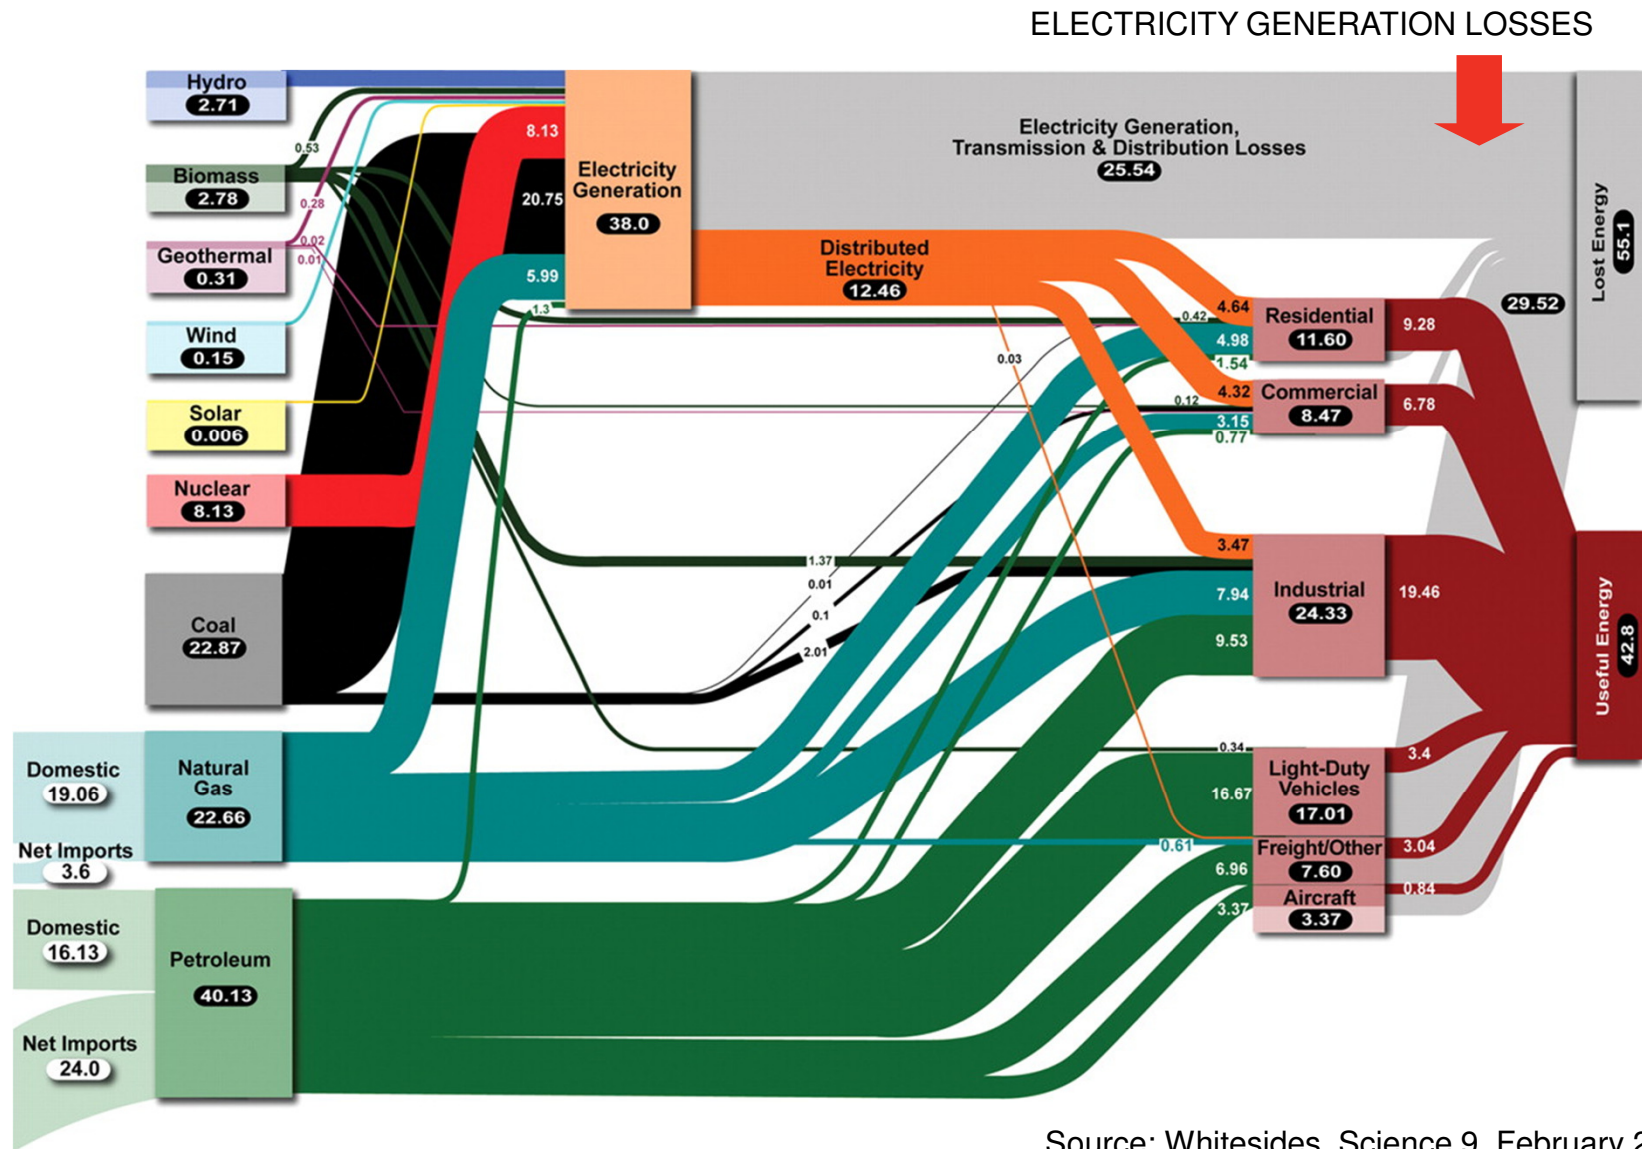 ELECTRICITY GENERATION LOSSES
Hydro
2.71
Biomass
2.78
Geothermal
0.31
Wind
0.15
Solar
0.006
Nuclear
8.13
Coal
22.87
Domestic
19.06
Net Imports
3.6
Natural
Gas
22.66
Domestic
16.13
Net Imports
24.0
Petroleum
40.13
0.53
0.28
0.02
0.01
8.13
20.75
5.99
1.3
Electricity
Generation
38.0
Electricity Generation,
Transmission & Distribution Losses
25.54
Distributed
Electricity
12.46
0.03
1.37
0.01
0.1
2.01
4.64
0.42
4.98
1.54
4.32
0.12
3.15
0.77
3.47
7.94
9.53
0.34
16.67
0.61
6.96
3.37
Residential
11.60
Commercial
8.47
Industrial
24.33
Light-Duty
Vehicles
17.01
Freight/Other
7.60
Aircraft
3.37
9.28
6.78
19.46
3.4
3.04
0.84
29.52
Lost Energy
55.1
Useful Energy
42.8
Source: Whitesides, Science 9, February 2